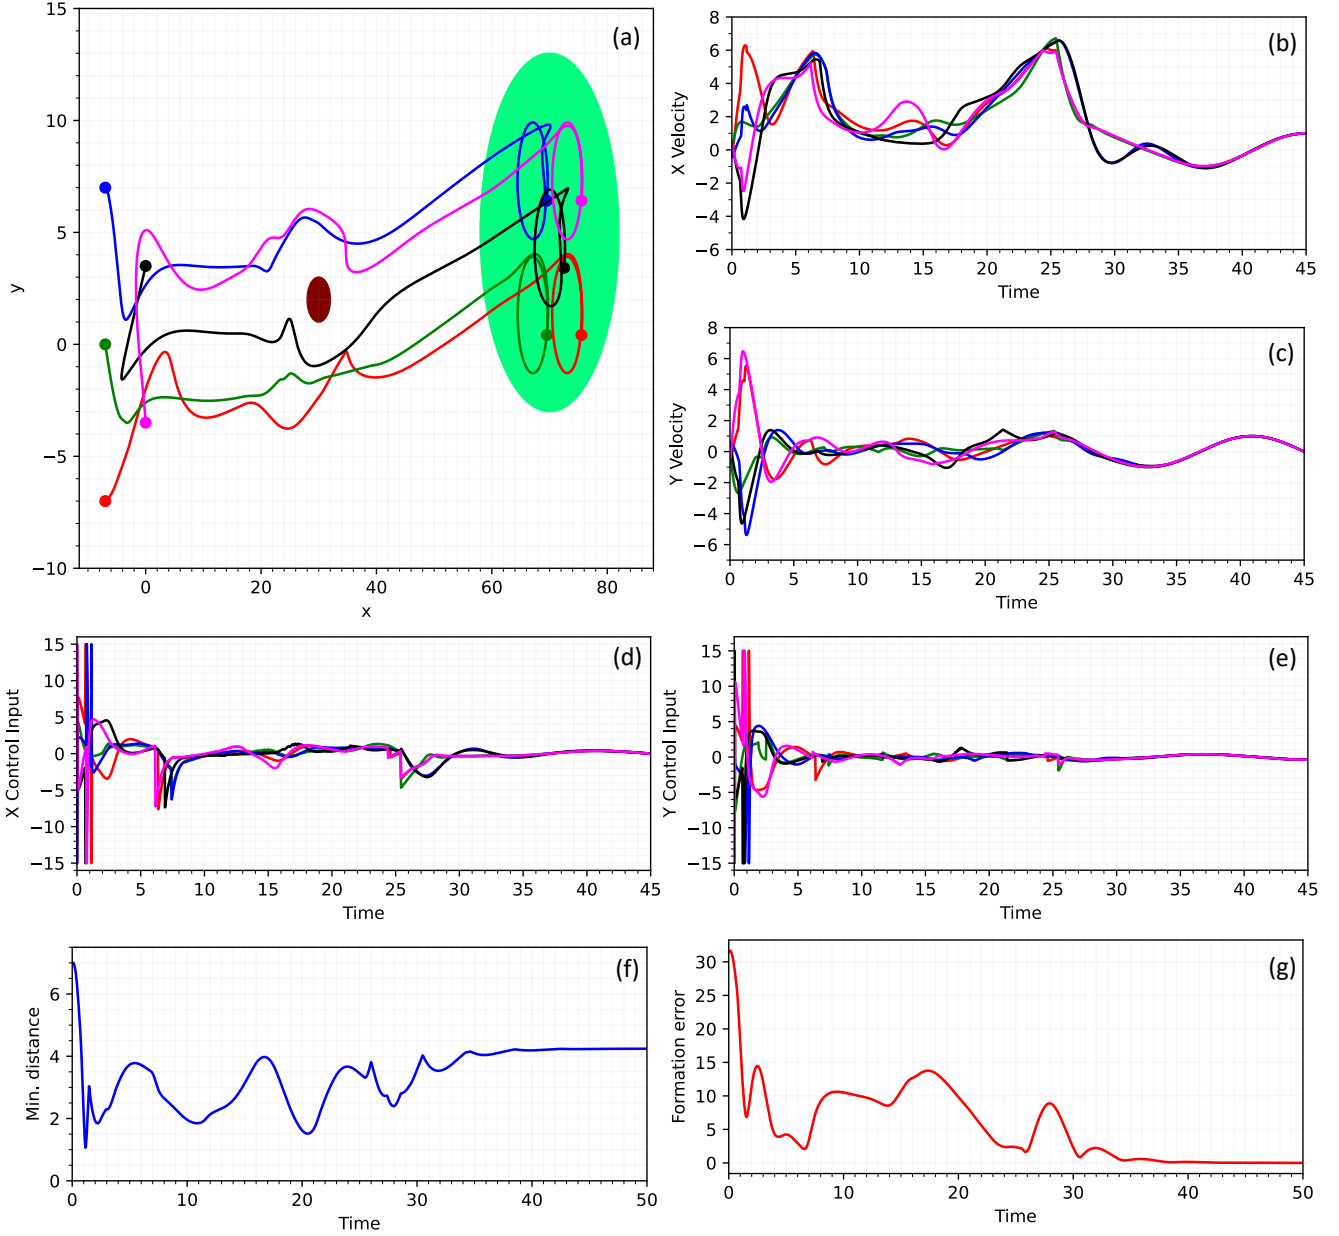 (a)
15
10
5
0
−5
−10
y
0 20 40 60 80
x
(b)
8
6
4
2
0
−2
−4
−6
X Velocity
0 5 10 15 20 25 30 35 40 45
Time
(c)
8
6
4
2
0
−2
−4
−6
Y Velocity
0 5 10 15 20 25 30 35 40 45
Time
(d)
15
10
5
0
−5
−10
−15
X Control Input
0 5 10 15 20 25 30 35 40 45
Time
(e)
15
10
5
0
−5
−10
−15
Y Control Input
0 5 10 15 20 25 30 35 40 45
Time
(f)
6
4
2
0
Min. distance
0 10 20 30 40 50
Time
(g)
30
25
20
15
10
5
0
Formation error
0 10 20 30 40 50
Time